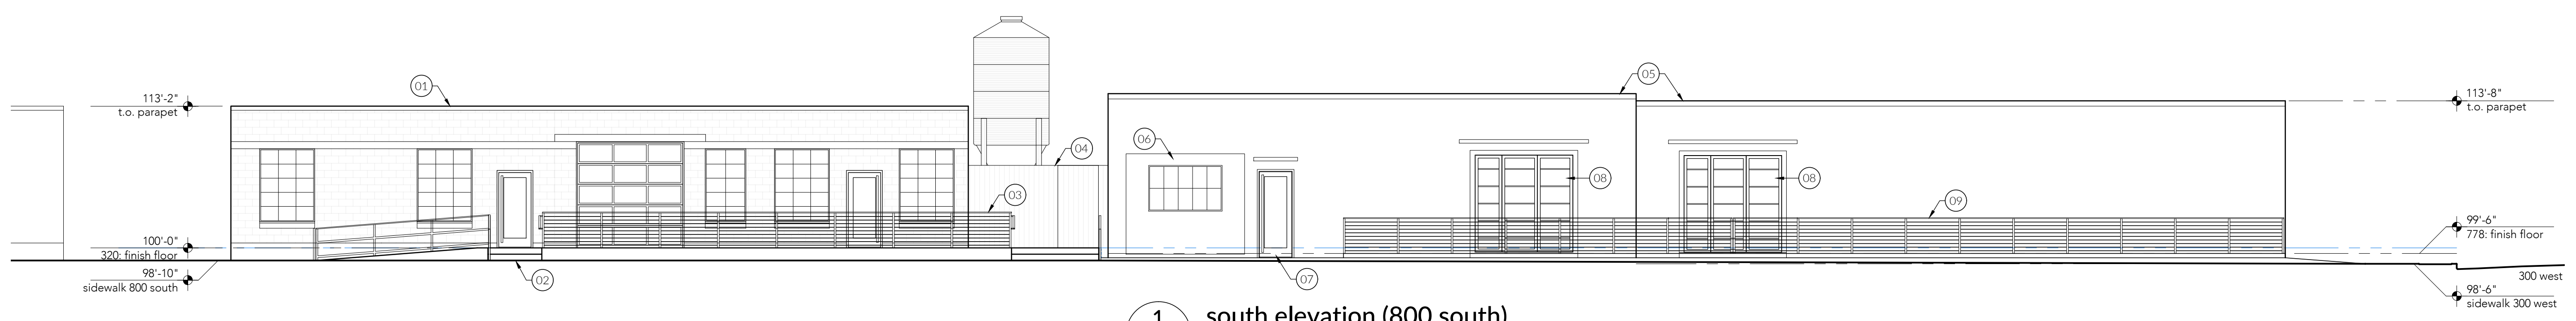 01
05
113'-2"
t.o. parapet
113'-8"
t.o. parapet
06
04
08
08
03
09
100'-0"
320: finish floor
99'-6"
778: finish floor
98'-10"
sidewalk 800 south
02
07
300 west
98'-6"
sidewalk 300 west
1
south elevation (800 south)